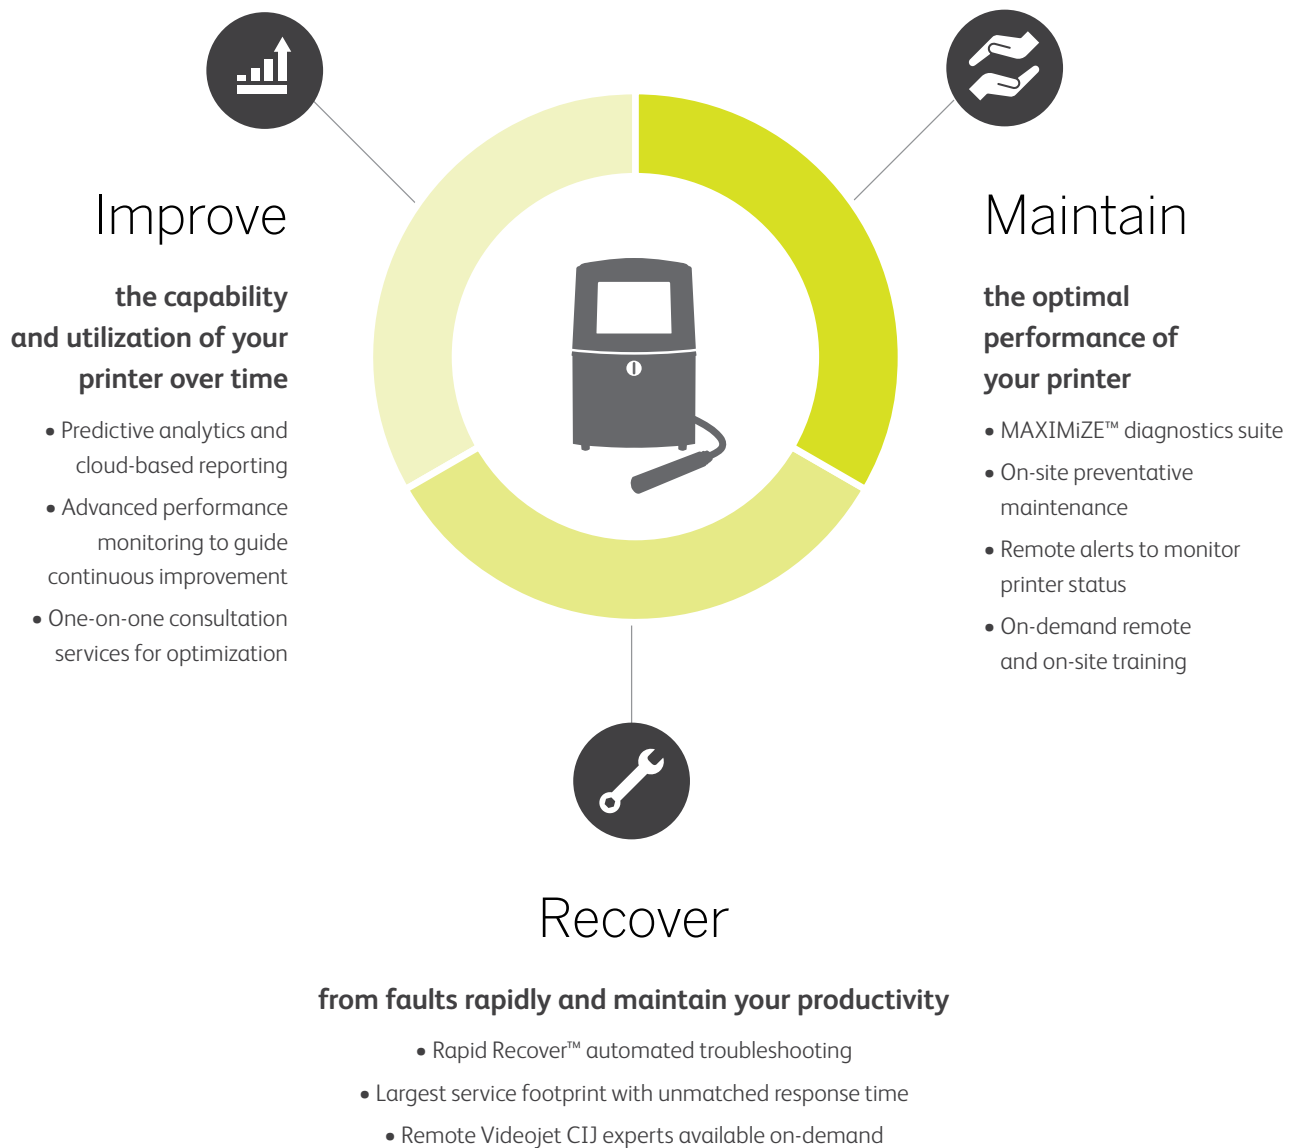 Improve
the capability
and utilization of your
printer over time
• Predictive analytics and
cloud-based reporting
• Advanced performance
monitoring to guide
continuous improvement
• One-on-one consultation
services for optimization
Maintain
the optimal
performance of
your printer
• MAXIMiZE™ diagnostics suite
• On-site preventative
maintenance
• Remote alerts to monitor
printer status
• On-demand remote
and on-site training
Recover
from faults rapidly and maintain your productivity
• Rapid Recover™ automated troubleshooting
• Largest service footprint with unmatched response time
• Remote Videojet CIJ experts available on-demand